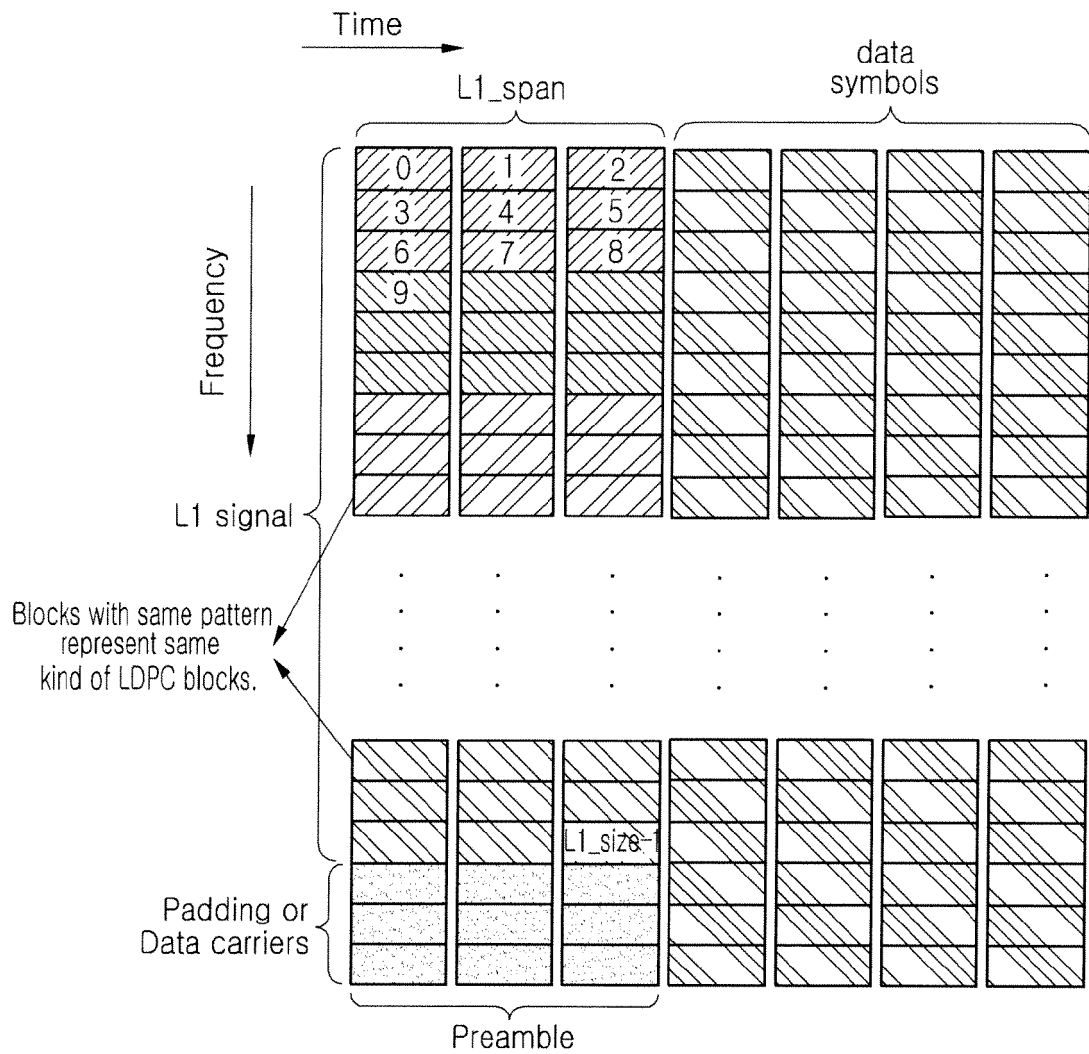 Time
L1_span
data
symbols
0 1 2
3 4 5
6 7 8
9
Frequency
L1 signal
Blocks with same pattern
represent same
kind of LDPC blocks.
L1_size-1
Padding or
Data carriers
Preamble